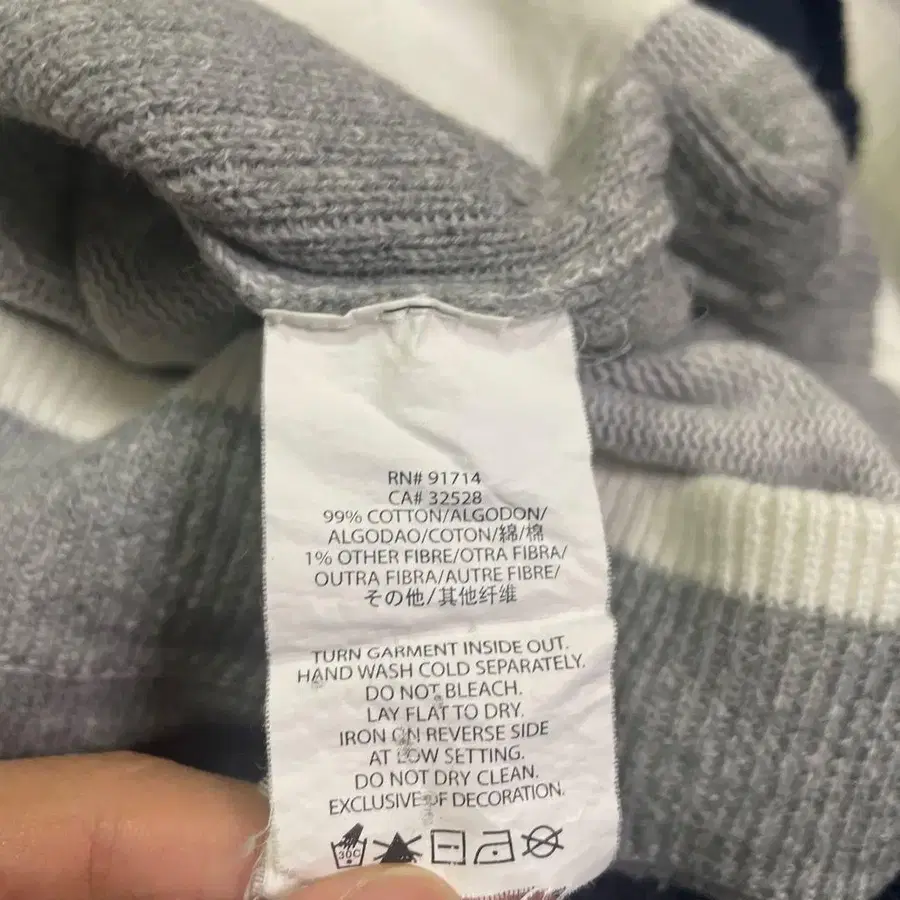 RN# 91714
CA# 32528
99% COTTON/ALGODON/
ALGODAO/COTON/綿/棉
1% OTHER FIBRE/OTRA FIBRA/
OUTRA FIBRA/AUTRE FIBRE/
その他/其他纤维
TURN GARMENT INSIDE OUT.
HAND WASH COLD SEPARATELY.
DO NOT BLEACH.
LAY FLAT TO DRY.
IRON ON REVERSE SIDE
AT LOW SETTING.
DO NOT DRY CLEAN.
EXCLUSIVE OF DECORATION.
30C